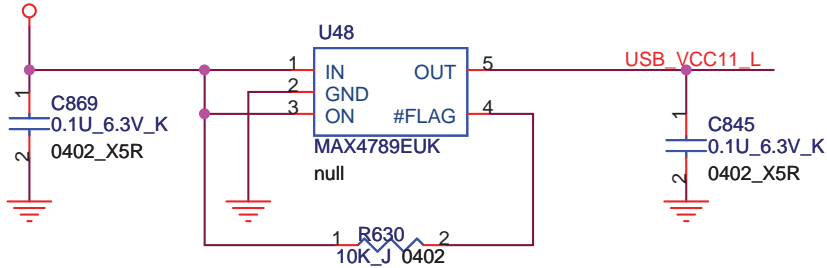 U48
1
IN
OUT
5
USB_VCC11_L
2
GND
3
ON
#FLAG
4
MAX4789EUK
null
1
C869
0.1U_6.3V_K
2
0402_X5R
1
C845
0.1U_6.3V_K
2
0402_X5R
1
R630
2
10K_J
0402